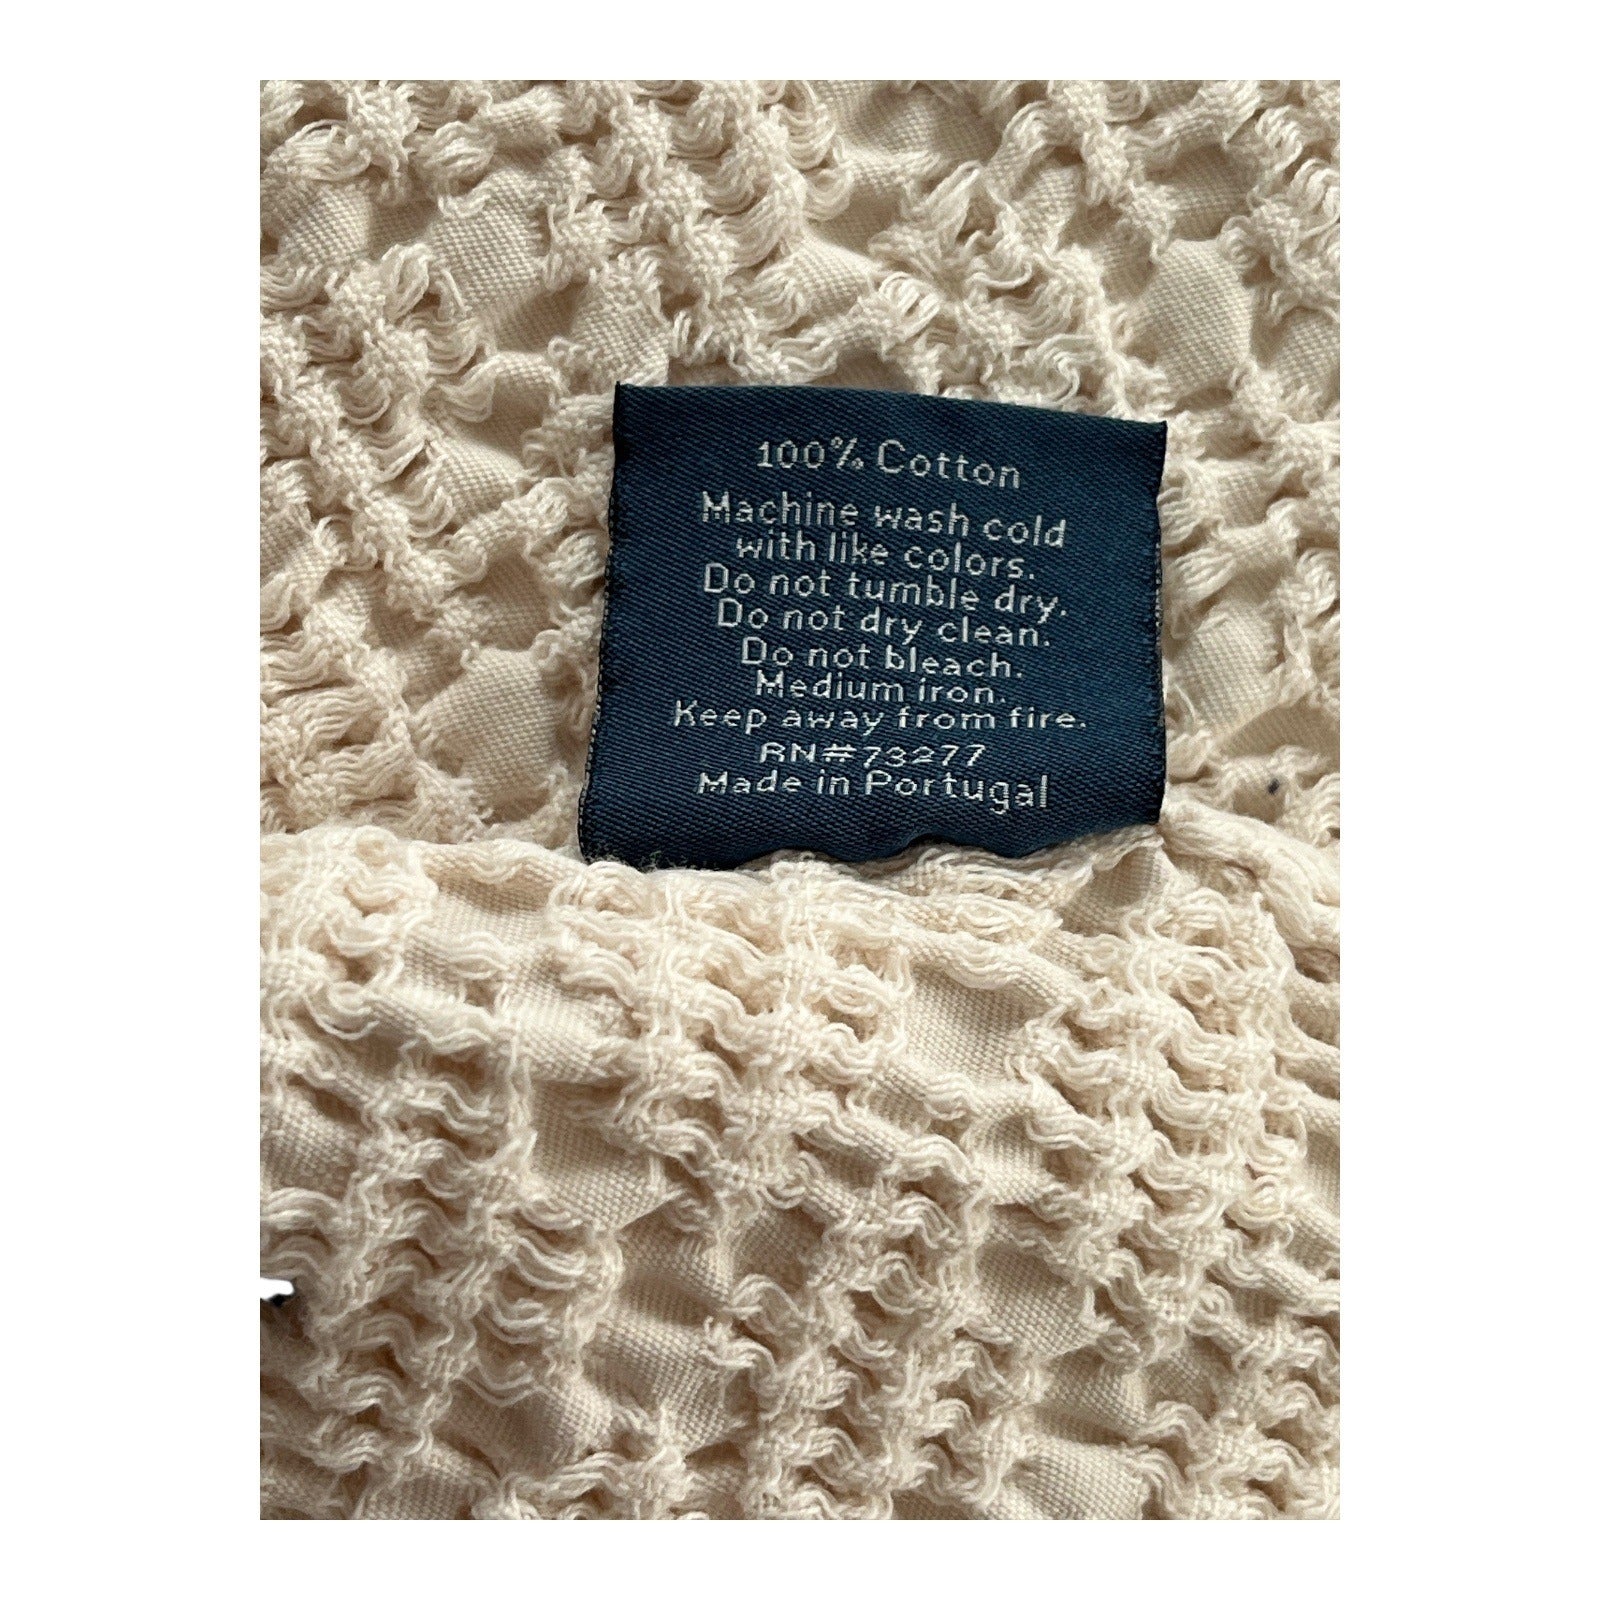 100% Cotton
Machine wash cold
with like colors.
Do not tumble dry.
Do not dry clean.
Do not bleach.
Medium iron.
Keep away from fire.
RN#73277
Made in Portugal